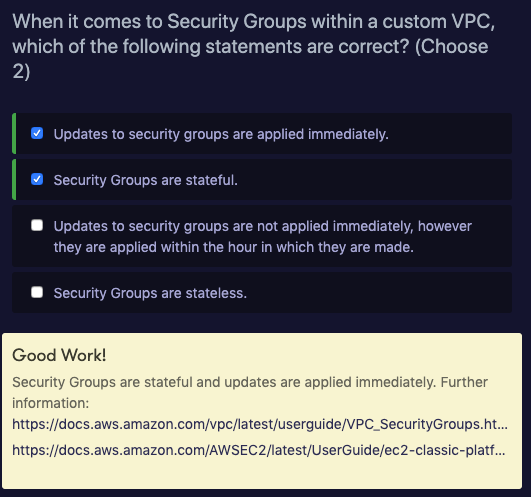 When it comes to Security Groups within a custom VPC,
which of the following statements are correct? (Choose
2)
Updates to security groups are applied immediately.
Security Groups are stateful.
Updates to security groups are not applied immediately, however
they are applied within the hour in which they are made.
Security Groups are stateless.
Good Work!
Security Groups are stateful and updates are applied immediately. Further
information:
https://docs.aws.amazon.com/vpc/latest/userguide/VPC_SecurityGroups.ht...
https://docs.aws.amazon.com/AWSEC2/latest/UserGuide/ec2-classic-platf...